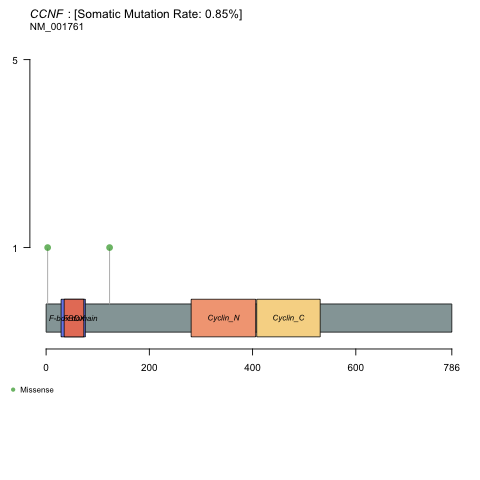 CCNF : [Somatic Mutation Rate: 0.85%]
NM_001761
5
1
Cyclin_N
Cyclin_C
0
200
400
600
786
Missense